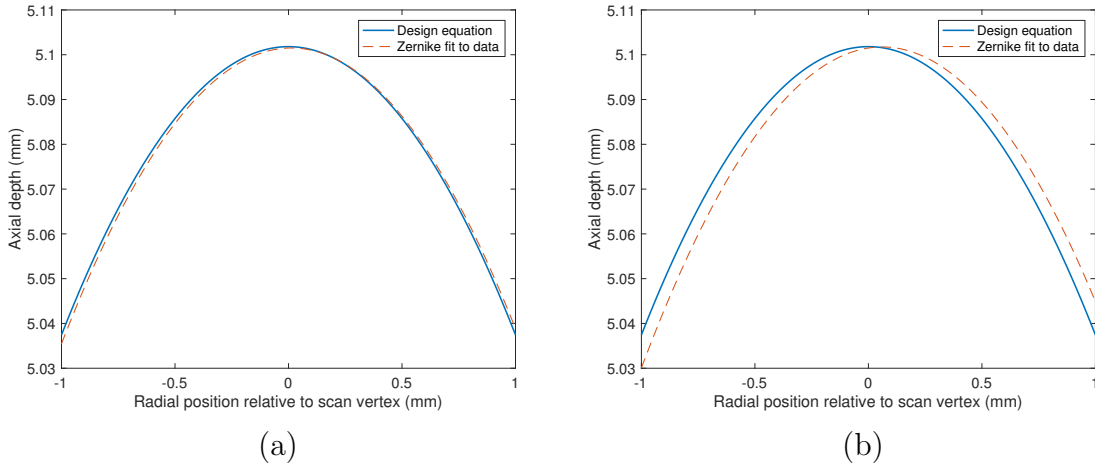 5.11
5.1
5.09
5.08
5.07
5.06
5.05
5.04
5.03
Axial depth (mm)
-1
-0.5
0
0.5
1
Radial position relative to scan vertex (mm)
Design equation
Zernike fit to data
(a)
5.11
5.1
5.09
5.08
5.07
5.06
5.05
5.04
5.03
Axial depth (mm)
-1
-0.5
0
0.5
1
Radial position relative to scan vertex (mm)
Design equation
Zernike fit to data
(b)